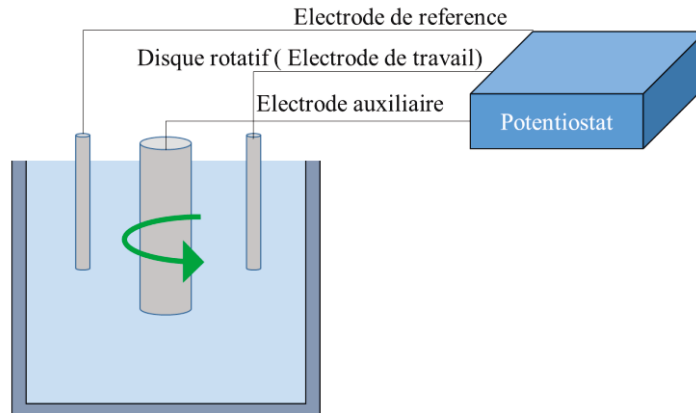 Electrode de reference
Disque rotatif ( Electrode de travail)
Electrode auxiliaire
Potentiostat